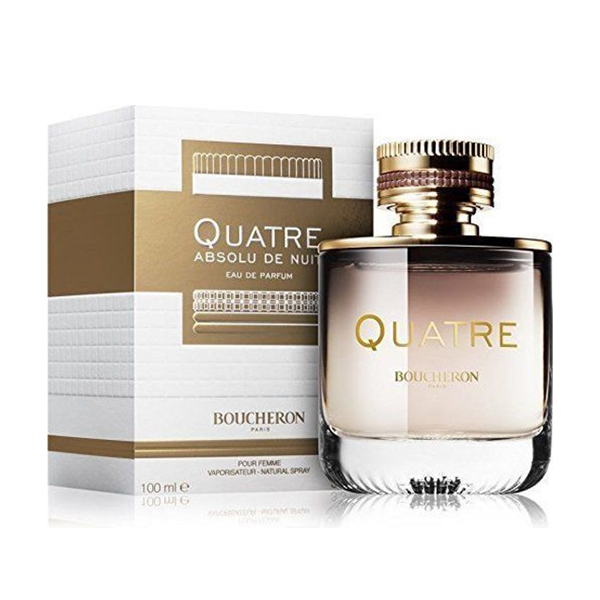 QUATRE
ABSOLU DE NUIT
EAU DE PARFUM
BOUCHERON
PARIS
POUR FEMME
VAPORISATEUR - NATURAL SPRAY
100 ml e
QUATRE
BOUCHERON
PARIS